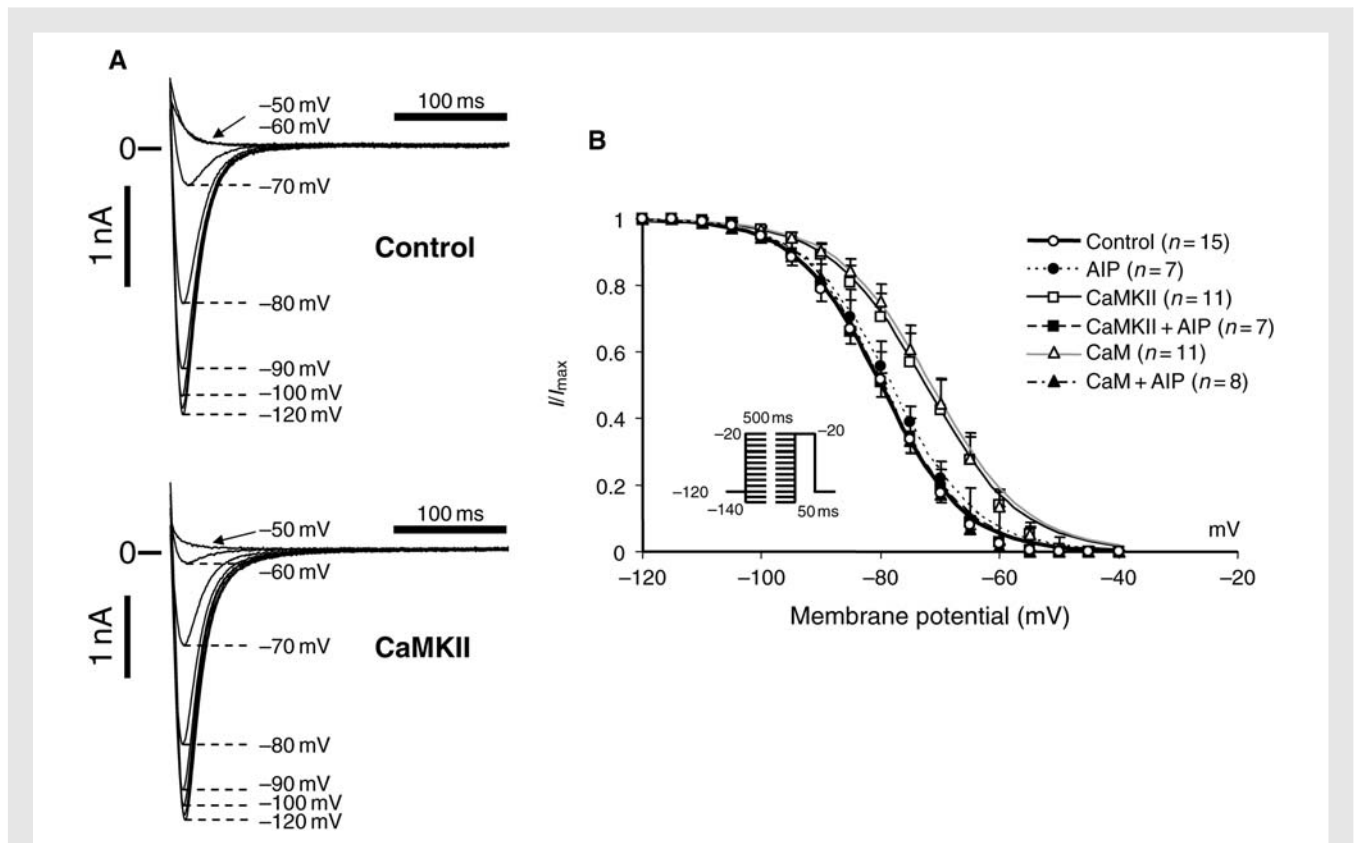 A
–50 mV
–60 mV
100 ms
0
–70 mV
1 nA
Control
–80 mV
–90 mV
–100 mV
–120 mV
–50 mV
100 ms
0
–60 mV
1 nA
–70 mV
CaMKII
–80 mV
–90 mV
–100 mV
–120 mV
B
1
0.8
0.6
0.4
0.2
0
I/Imax
Control (n = 15)
AIP (n = 7)
CaMKII (n = 11)
CaMKII + AIP (n = 7)
CaM (n = 11)
CaM + AIP (n = 8)
500 ms
–20 –20
–120
–140 50 ms
mV
–120 –100 –80 –60 –40 –20
Membrane potential (mV)